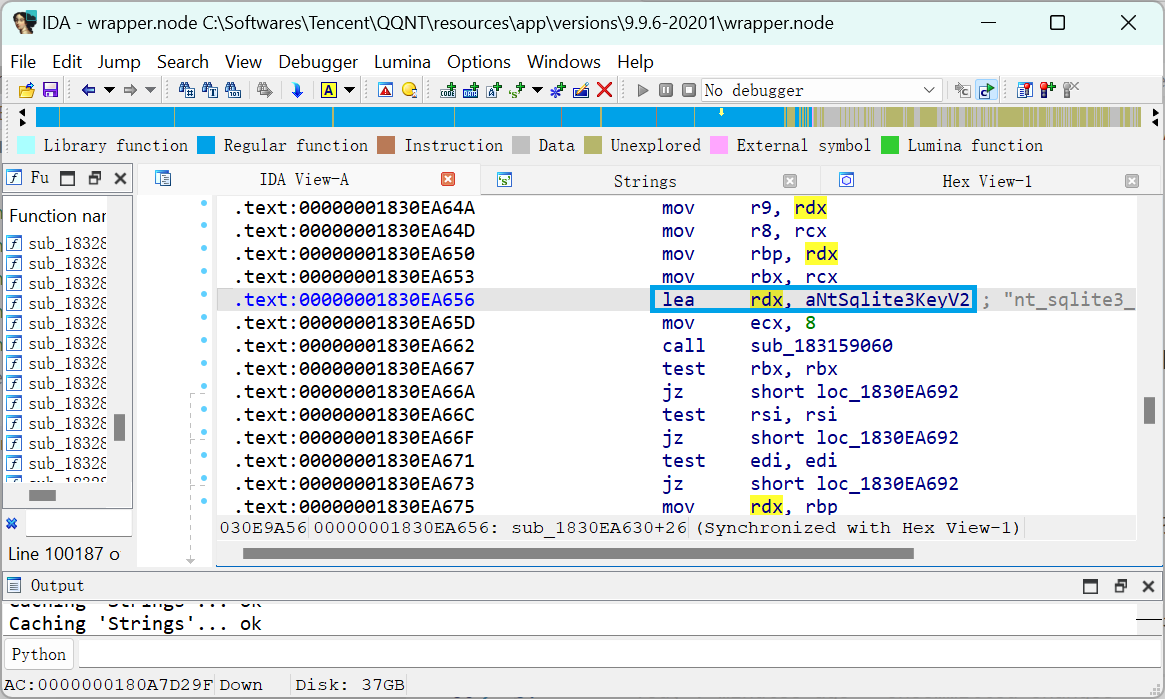 IDA - wrapper.node C:\Softwares\Tencent\QQNT\resources\app\versions\9.9.6-20201\wrapper.node
File Edit Jump Search View Debugger Lumina Options Windows Help
No debugger
Library function Regular function Instruction Data Unexplored External symbol Lumina function
Fu IDA View-A Strings Hex View-1
Function nar
sub_18328
sub_18328
sub_18328
sub_18328
sub_18328
sub_18328
sub_18328
sub_18328
sub_18328
sub_18328
sub_18328
sub_18328
Line 100187 o
.text:00000001830EA64A mov r9, rdx
.text:00000001830EA64D mov r8, rcx
.text:00000001830EA650 mov rbp, rdx
.text:00000001830EA653 mov rbx, rcx
.text:00000001830EA656 lea rdx, aNtSqlite3KeyV2 ; "nt_sqlite3_
.text:00000001830EA65D mov ecx, 8
.text:00000001830EA662 call sub_183159060
.text:00000001830EA667 test rbx, rbx
.text:00000001830EA66A jz short loc_1830EA692
.text:00000001830EA66C test rsi, rsi
.text:00000001830EA66F jz short loc_1830EA692
.text:00000001830EA671 test edi, edi
.text:00000001830EA673 jz short loc_1830EA692
.text:00000001830EA675 mov rdx, rbp
030E9A56 00000001830EA656: sub_1830EA630+26 (Synchronized with Hex View-1)
Output
Caching 'Strings'... ok
Caching 'Strings'... ok
Python
AC:0000000180A7D29F Down Disk: 37GB